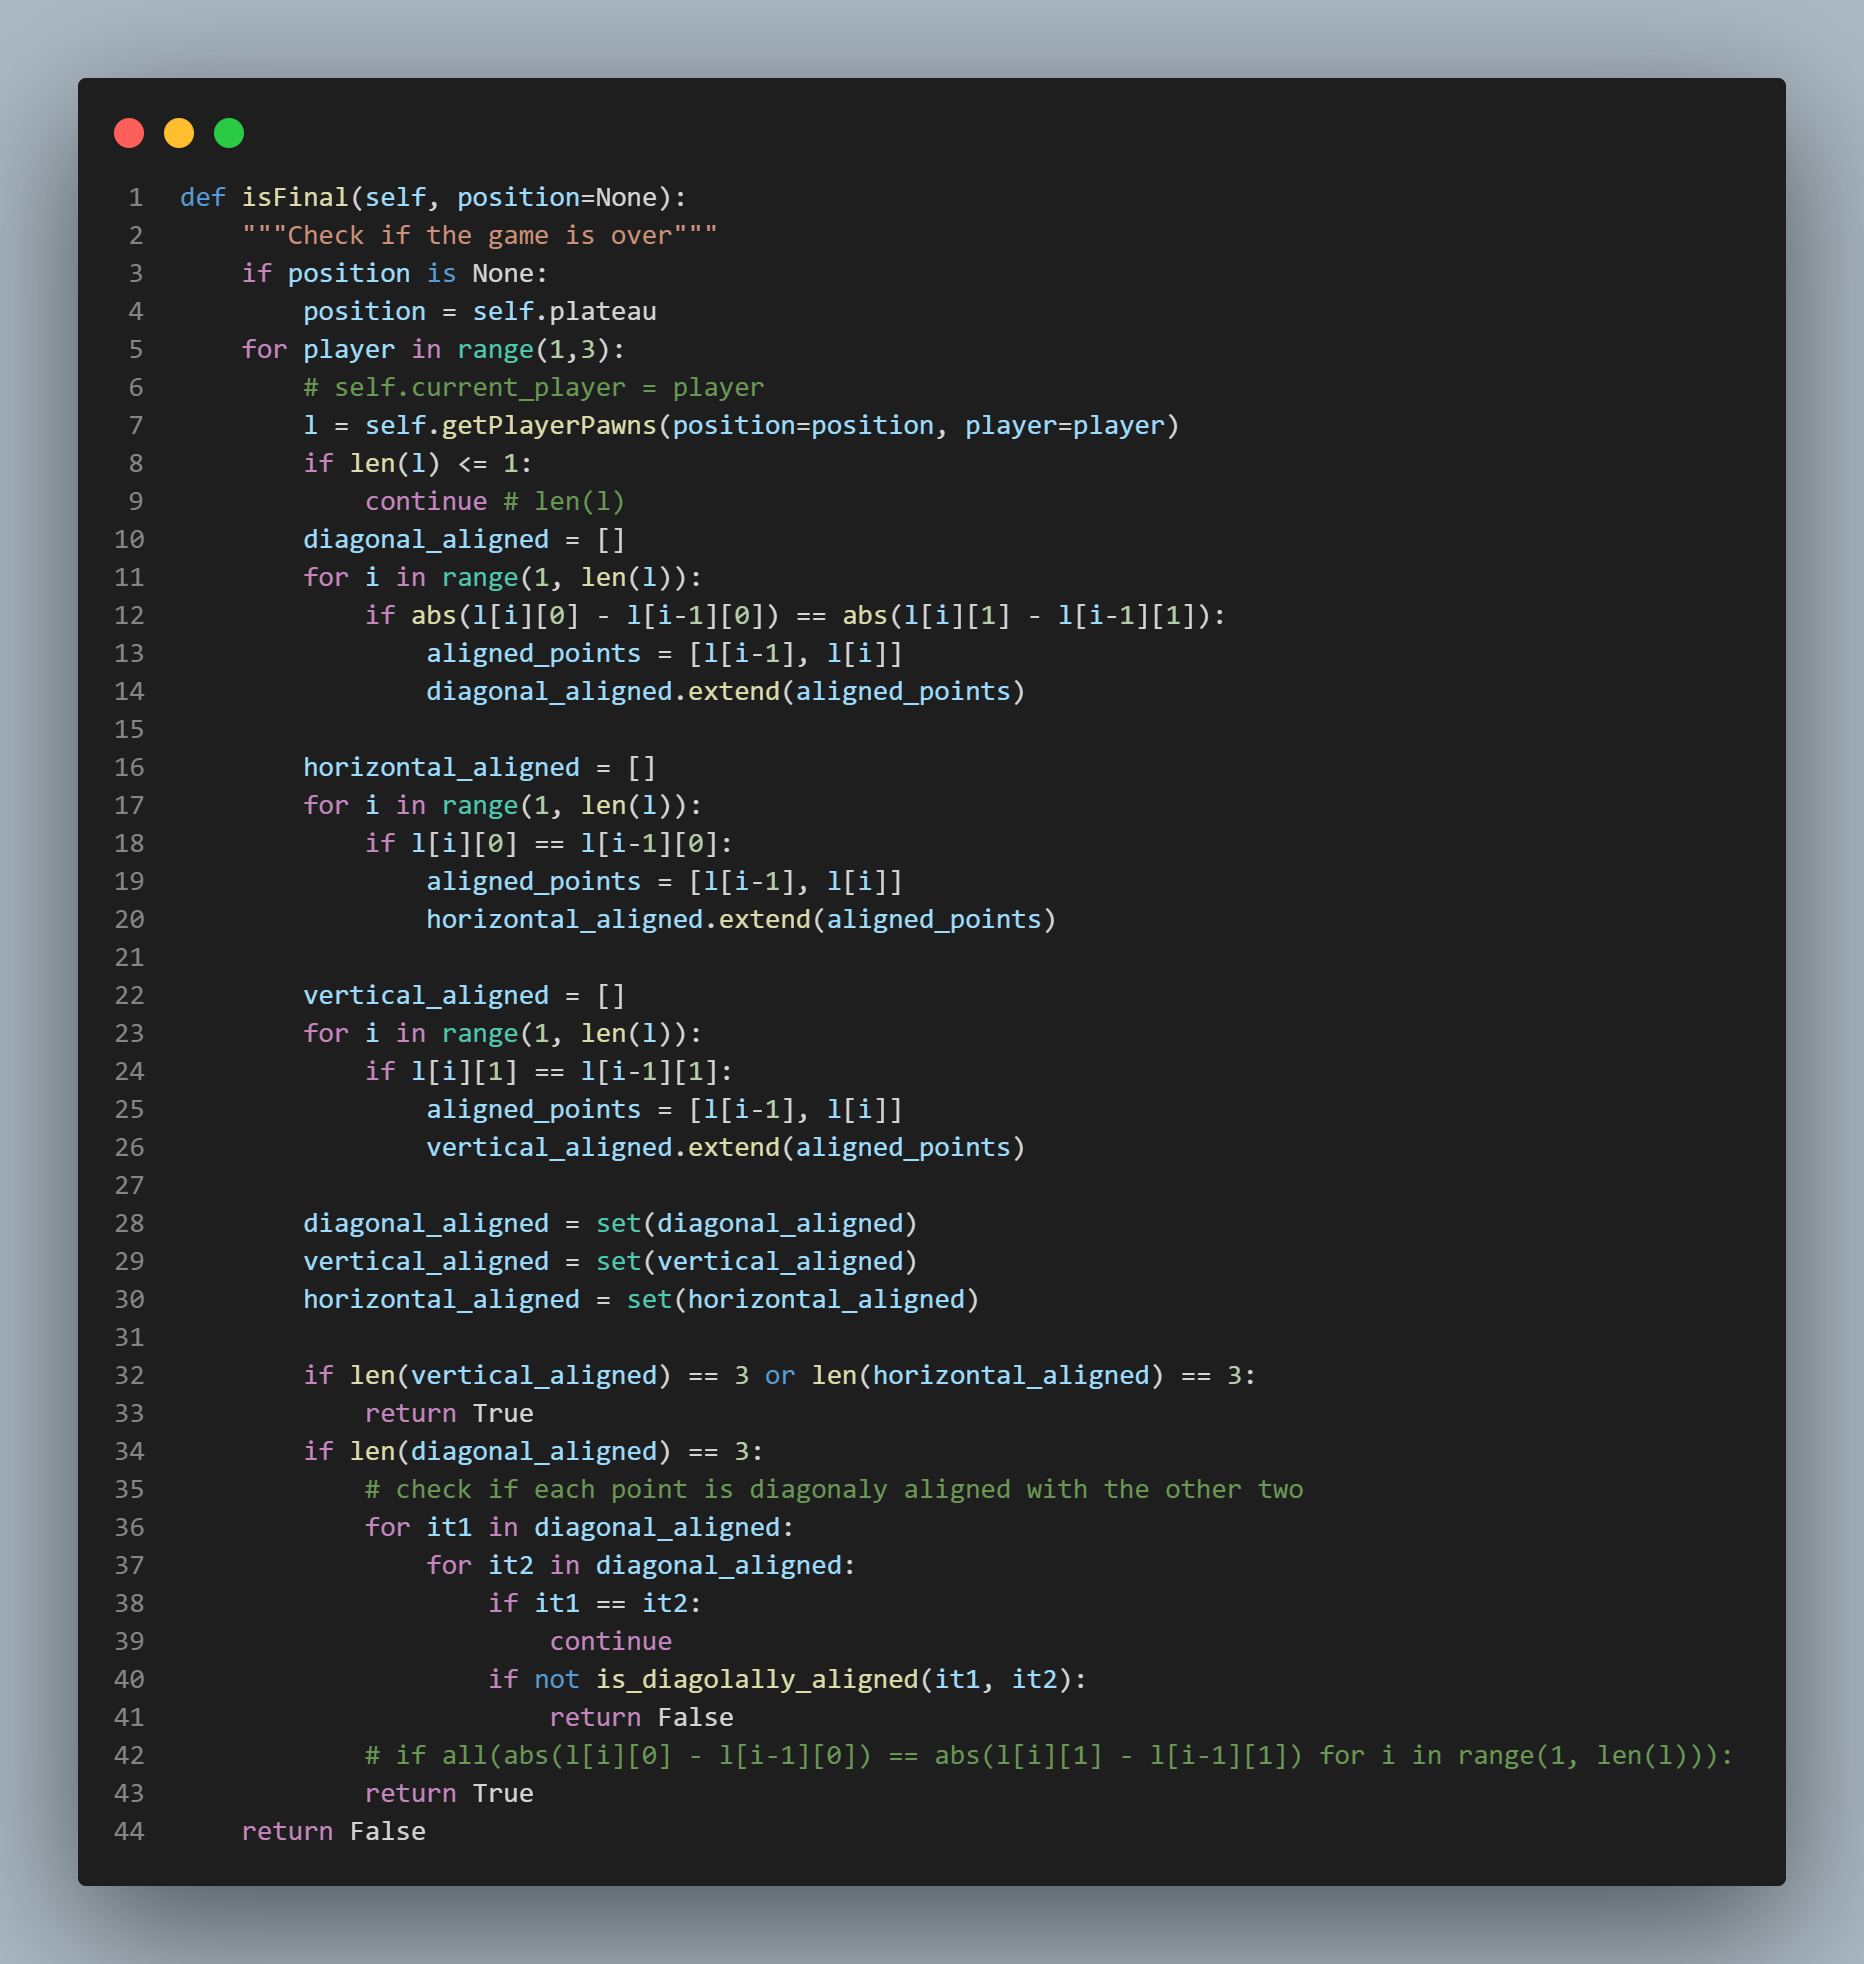 1 def isFinal(self, position=None):
2     """Check if the game is over"""
3     if position is None:
4         position = self.plateau
5     for player in range(1,3):
6         # self.current_player = player
7         l = self.getPlayerPawns(position=position, player=player)
8         if len(l) <= 1:
9             continue # len(l)
10         diagonal_aligned = []
11         for i in range(1, len(l)):
12             if abs(l[i][0] - l[i-1][0]) == abs(l[i][1] - l[i-1][1]):
13                 aligned_points = [l[i-1], l[i]]
14                 diagonal_aligned.extend(aligned_points)
15
16         horizontal_aligned = []
17         for i in range(1, len(l)):
18             if l[i][0] == l[i-1][0]:
19                 aligned_points = [l[i-1], l[i]]
20                 horizontal_aligned.extend(aligned_points)
21
22         vertical_aligned = []
23         for i in range(1, len(l)):
24             if l[i][1] == l[i-1][1]:
25                 aligned_points = [l[i-1], l[i]]
26                 vertical_aligned.extend(aligned_points)
27
28         diagonal_aligned = set(diagonal_aligned)
29         vertical_aligned = set(vertical_aligned)
30         horizontal_aligned = set(horizontal_aligned)
31
32         if len(vertical_aligned) == 3 or len(horizontal_aligned) == 3:
33             return True
34         if len(diagonal_aligned) == 3:
35             # check if each point is diagonaly aligned with the other two
36             for it1 in diagonal_aligned:
37                 for it2 in diagonal_aligned:
38                     if it1 == it2:
39                         continue
40                     if not is_diagolally_aligned(it1, it2):
41                         return False
42             # if all(abs(l[i][0] - l[i-1][0]) == abs(l[i][1] - l[i-1][1]) for i in range(1, len(l))):
43             return True
44     return False